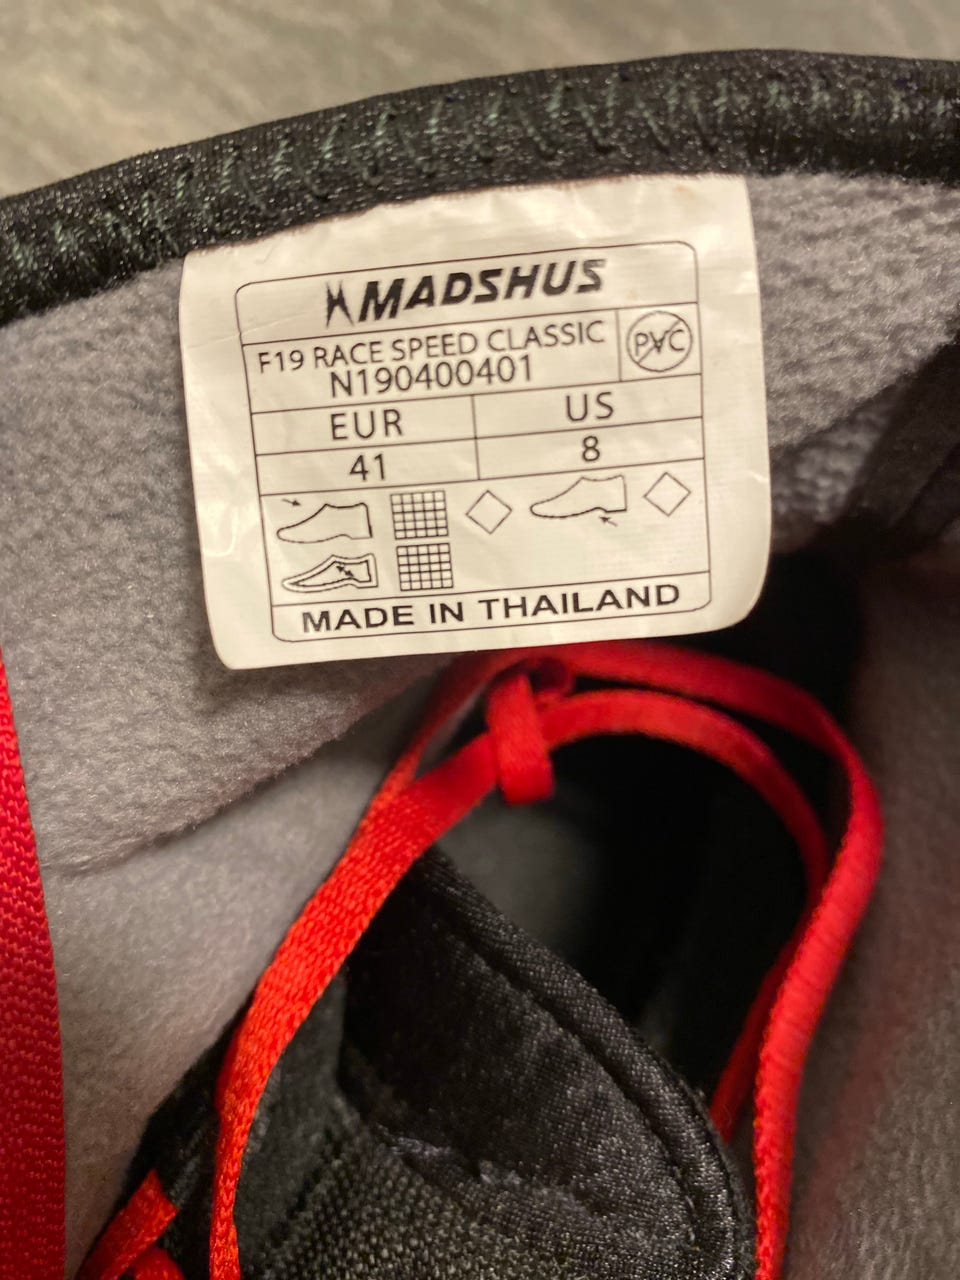 MADSHUS
F19 RACE SPEED CLASSIC
N190400401
PVC
EUR US
41 8
MADE IN THAILAND